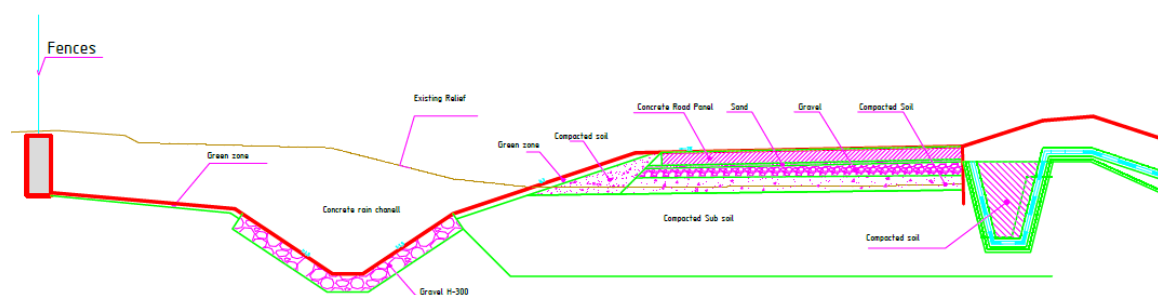 Fences
Green zone
Existing Relief
Concrete rain chanell
Gravel H-300
Green zone
Compacted soil
Concrete Road Panel
Sand
Gravel
Compacted Soil
Compacted Sub soil
Compacted soil